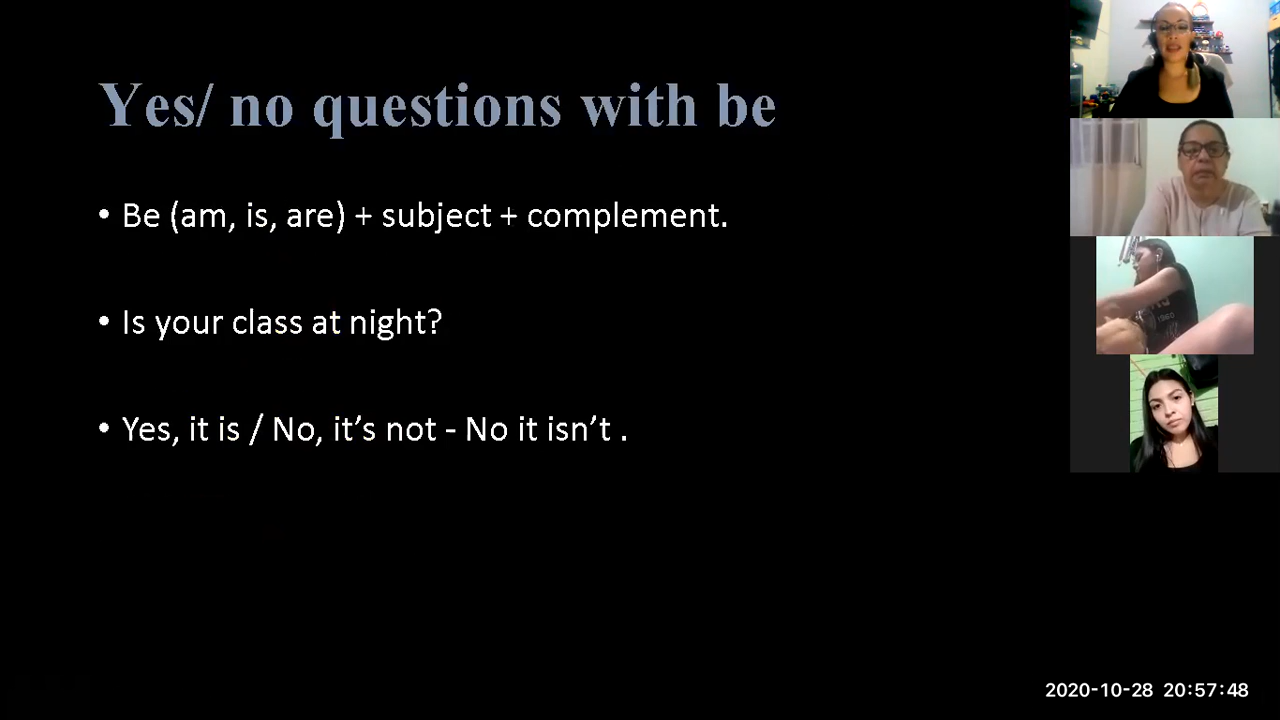 Yes/ no questions with be
• Be (am, is, are) + subject + complement.
• Is your class at night?
• Yes, it is / No, it’s not - No it isn’t .
2020-10-28 20:57:48